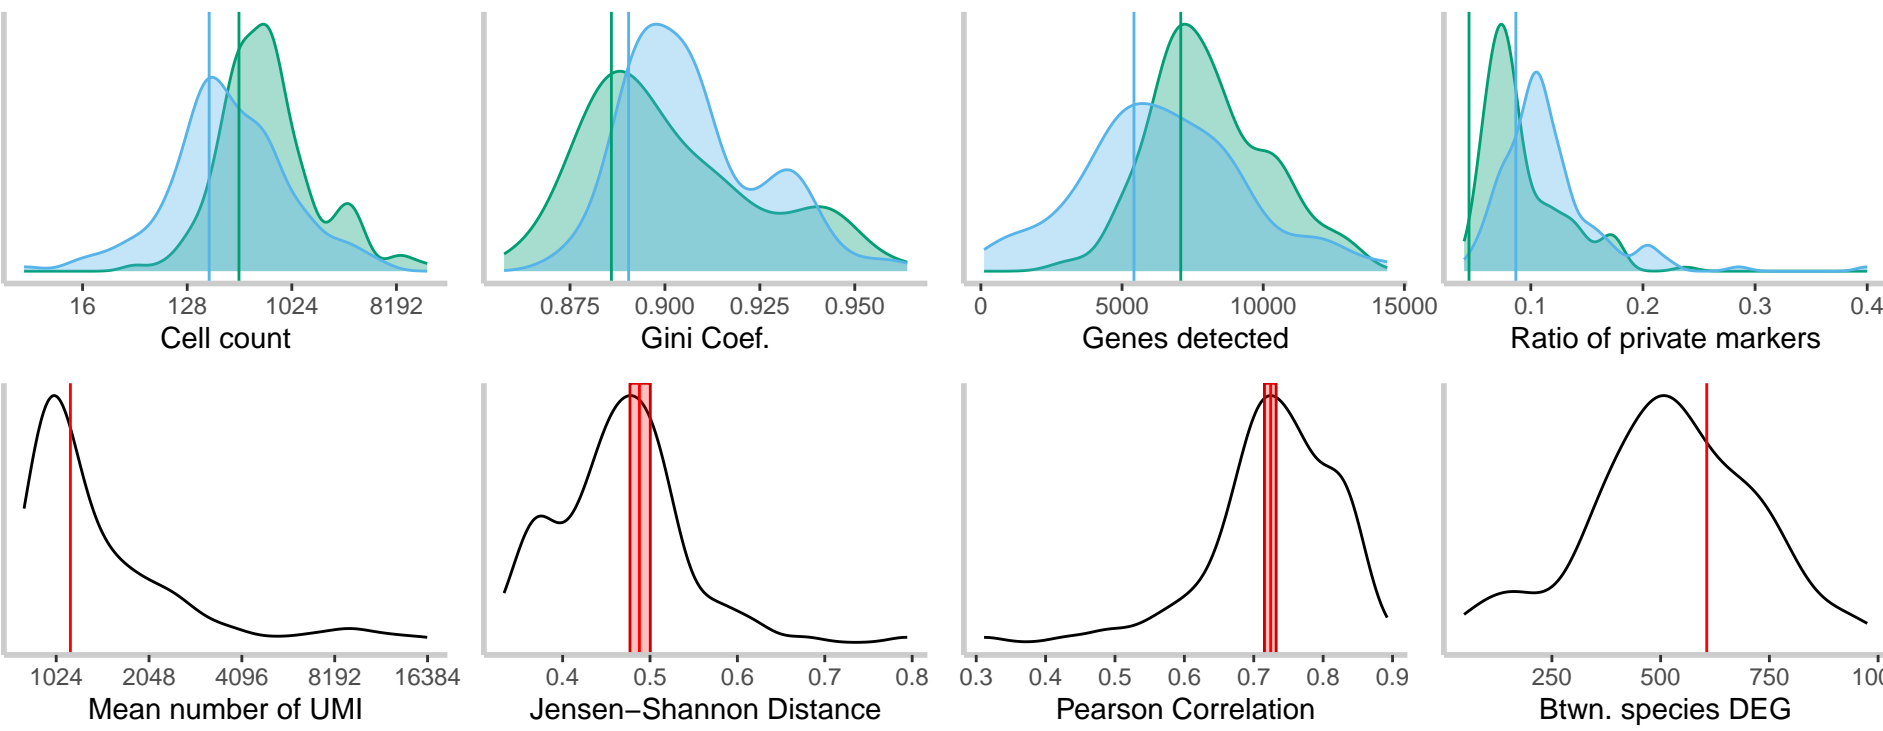 16 128 1024 8192
Cell count
0.875 0.900 0.925 0.950
Gini Coef.
0 5000 10000 15000
Genes detected
0.1 0.2 0.3 0.4
Ratio of private markers
1024 2048 4096 8192 16384
Mean number of UMI
0.4 0.5 0.6 0.7 0.8
Jensen−Shannon Distance
0.3 0.4 0.5 0.6 0.7 0.8 0.9
Pearson Correlation
250 500 750 100
Btwn. species DEG